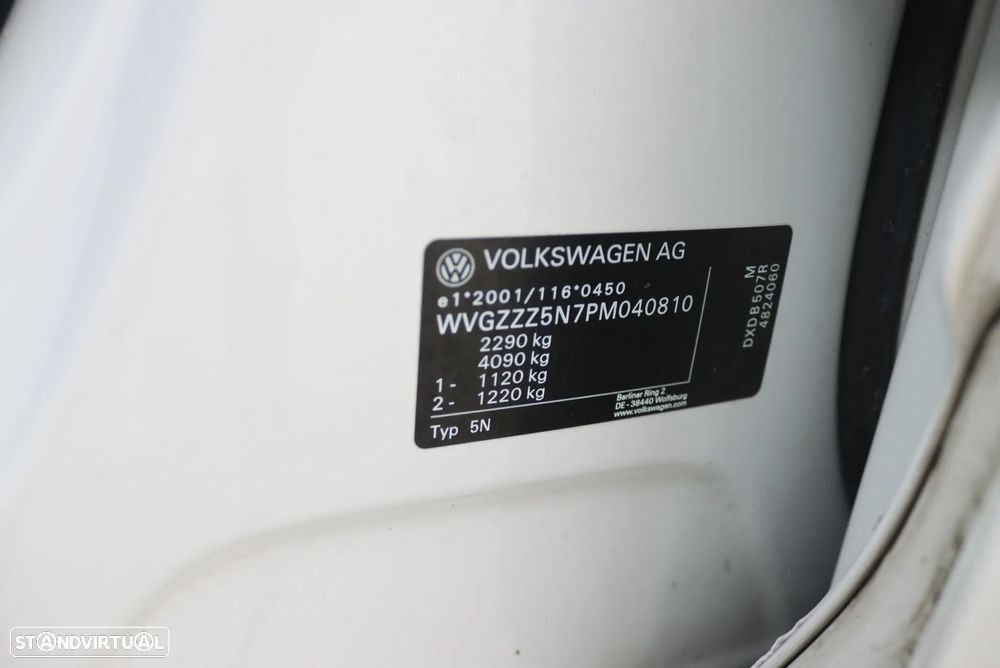 VOLKSWAGEN AG
e1*2001/116*0450
WVGZZZ5N7PM040810
2290 kg
4090 kg
1 - 1120 kg
2 - 1220 kg
Typ 5N
Berliner Ring 2
DE - 38440 Wolfsburg
www.volkswagen.com
M
DXDB507R
4824060
STANDVIRTUAL